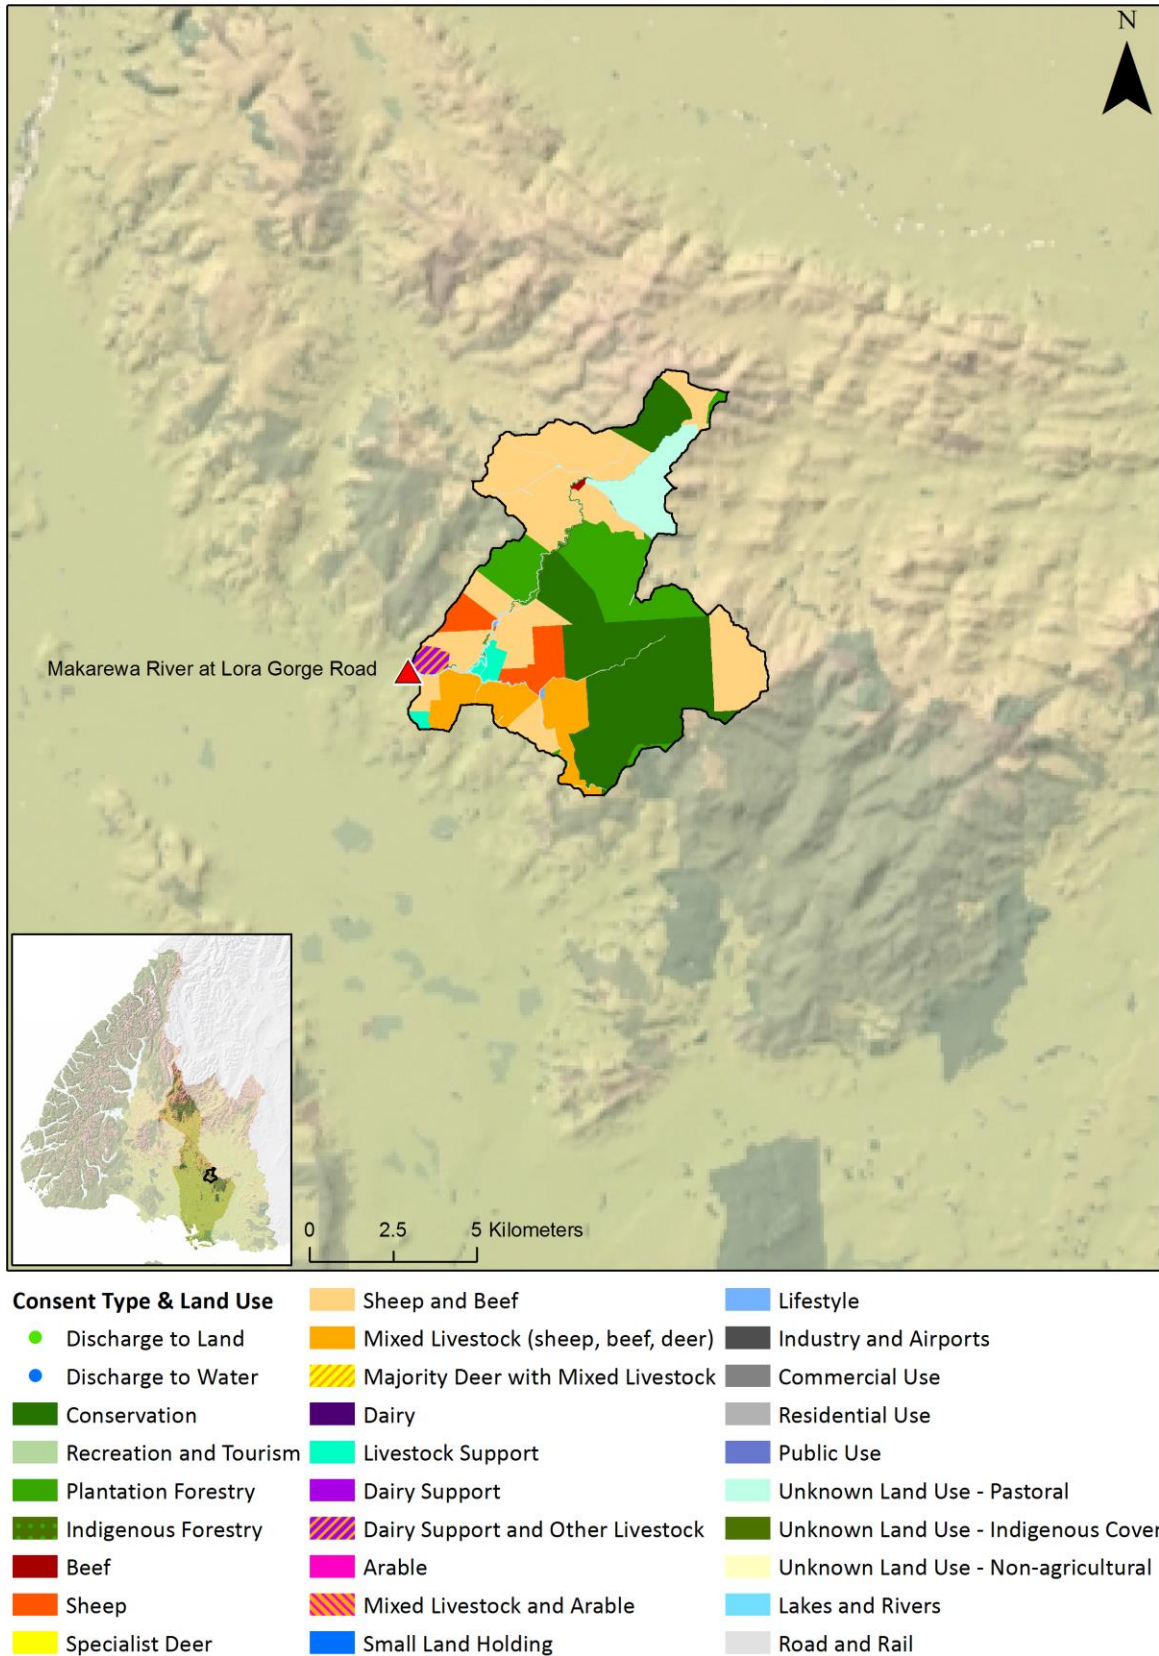 N
Makarewa River at Lora Gorge Road
0 2.5 5 Kilometers
Consent Type & Land Use
Discharge to Land
Discharge to Water
Conservation
Recreation and Tourism
Plantation Forestry
Indigenous Forestry
Beef
Sheep
Specialist Deer
Sheep and Beef
Mixed Livestock (sheep, beef, deer)
Majority Deer with Mixed Livestock
Dairy
Livestock Support
Dairy Support
Dairy Support and Other Livestock
Arable
Mixed Livestock and Arable
Small Land Holding
Lifestyle
Industry and Airports
Commercial Use
Residential Use
Public Use
Unknown Land Use - Pastoral
Unknown Land Use - Indigenous Cover
Unknown Land Use - Non-agricultural
Lakes and Rivers
Road and Rail